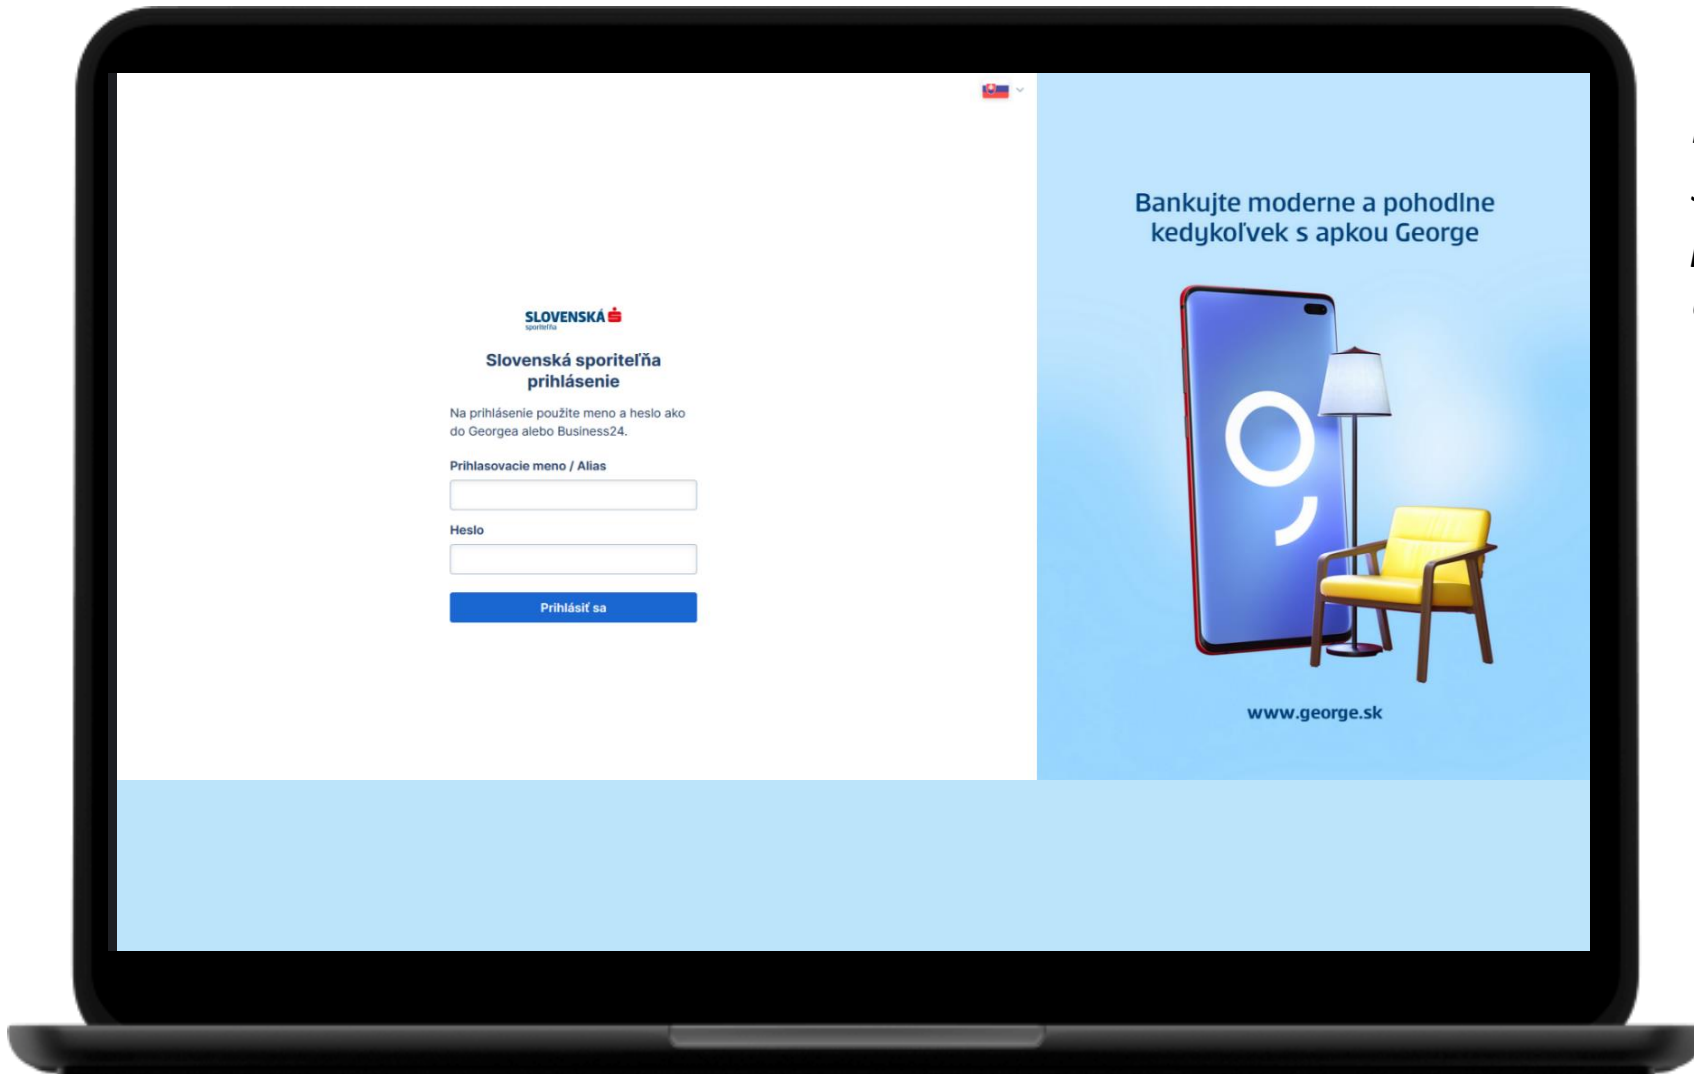 SLOVENSKÁ
sporiteľňa
Slovenská sporiteľňa
prihlásenie
Na prihlásenie použite meno a heslo ako
do Georgea alebo Business24.
Prihlasovacie meno / Alias
Heslo
Prihlásiť sa
Bankujte moderne a pohodlne
kedykoľvek s apkou George
www.george.sk